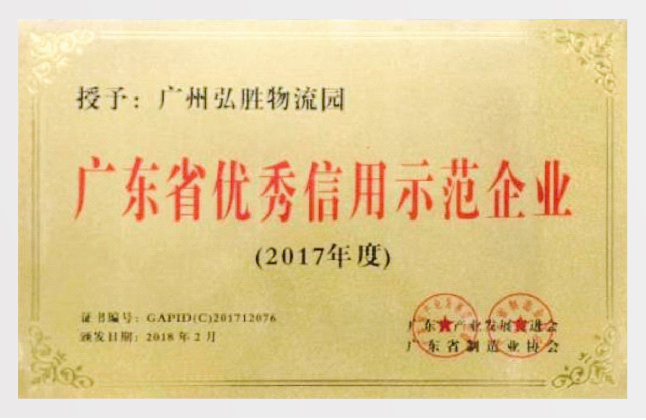 授予：广州弘胜物流园
广东省优秀信用示范企业
(2017年度)
证书编号：GAPID(C)201712076
颁发日期：2018年2月
广东省产业发展促进会
广东省制造业协会